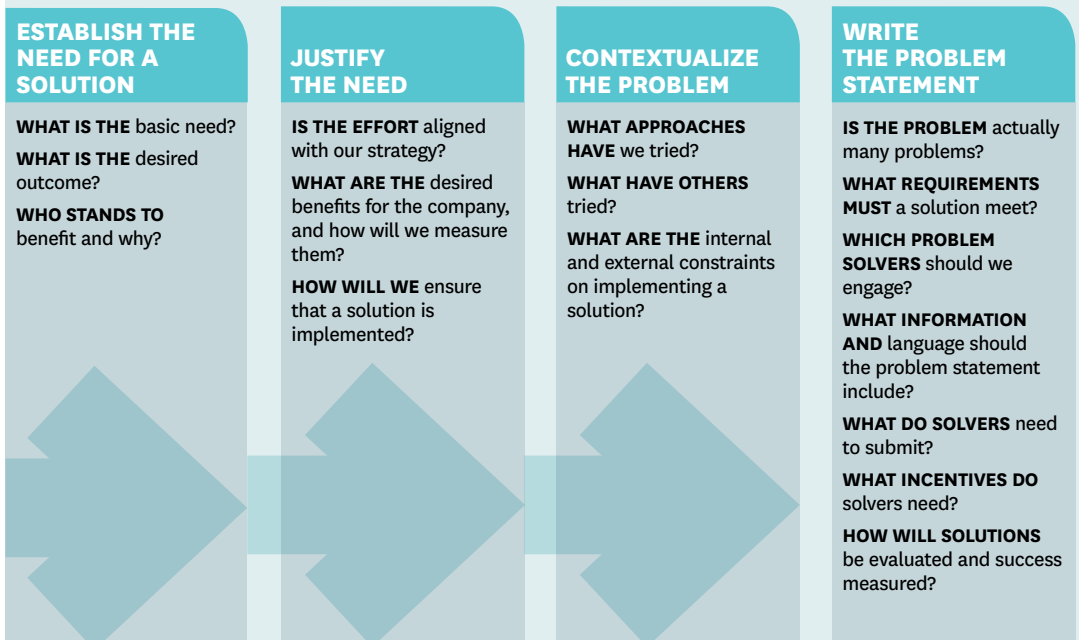 ESTABLISH THE
NEED FOR A
SOLUTION
WHAT IS THE basic need?
WHAT IS THE desired
outcome?
WHO STANDS TO
benefit and why?
JUSTIFY
THE NEED
IS THE EFFORT aligned
with our strategy?
WHAT ARE THE desired
benefits for the company,
and how will we measure
them?
HOW WILL WE ensure
that a solution is
implemented?
CONTEXTUALIZE
THE PROBLEM
WHAT APPROACHES
HAVE we tried?
WHAT HAVE OTHERS
tried?
WHAT ARE THE internal
and external constraints
on implementing a
solution?
WRITE
THE PROBLEM
STATEMENT
IS THE PROBLEM actually
many problems?
WHAT REQUIREMENTS
MUST a solution meet?
WHICH PROBLEM
SOLVERS should we
engage?
WHAT INFORMATION
AND language should
the problem statement
include?
WHAT DO SOLVERS need
to submit?
WHAT INCENTIVES DO
solvers need?
HOW WILL SOLUTIONS
be evaluated and success
measured?